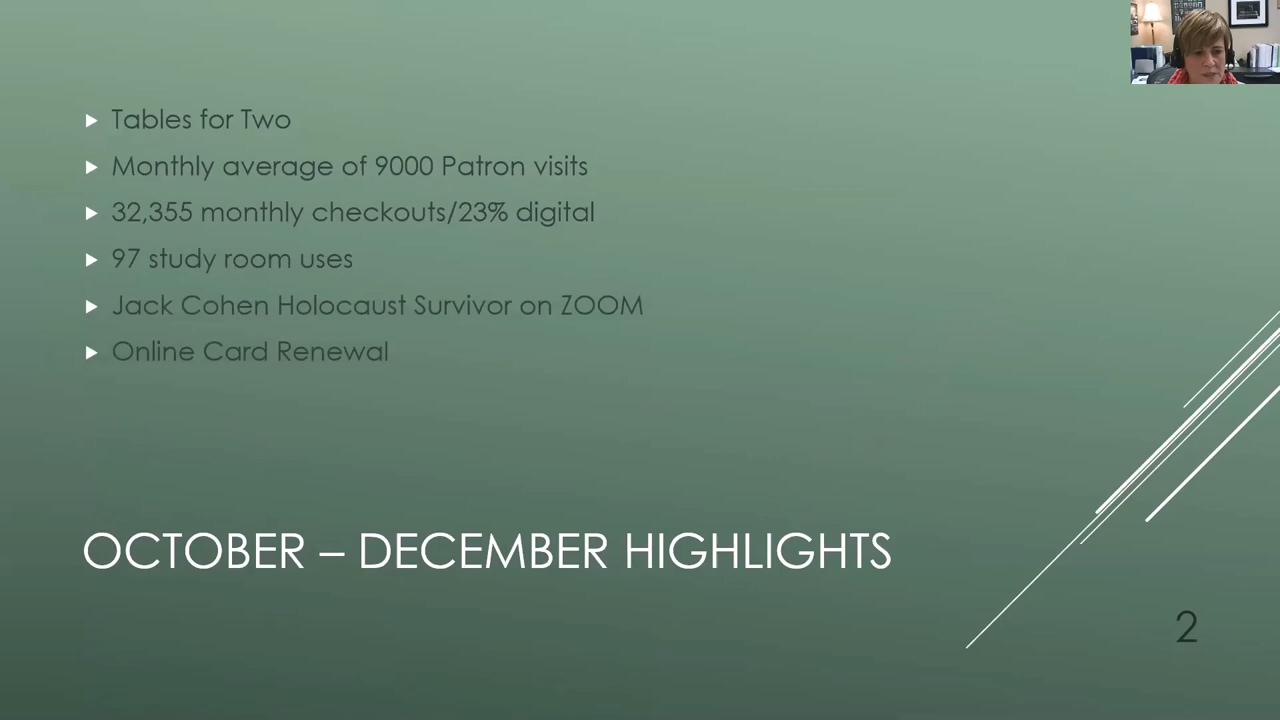 Tables for Two
Monthly average of 9000 Patron visits
32,355 monthly checkouts/23% digital
97 study room uses
Jack Cohen Holocaust Survivor on ZOOM
Online Card Renewal
OCTOBER – DECEMBER HIGHLIGHTS
2